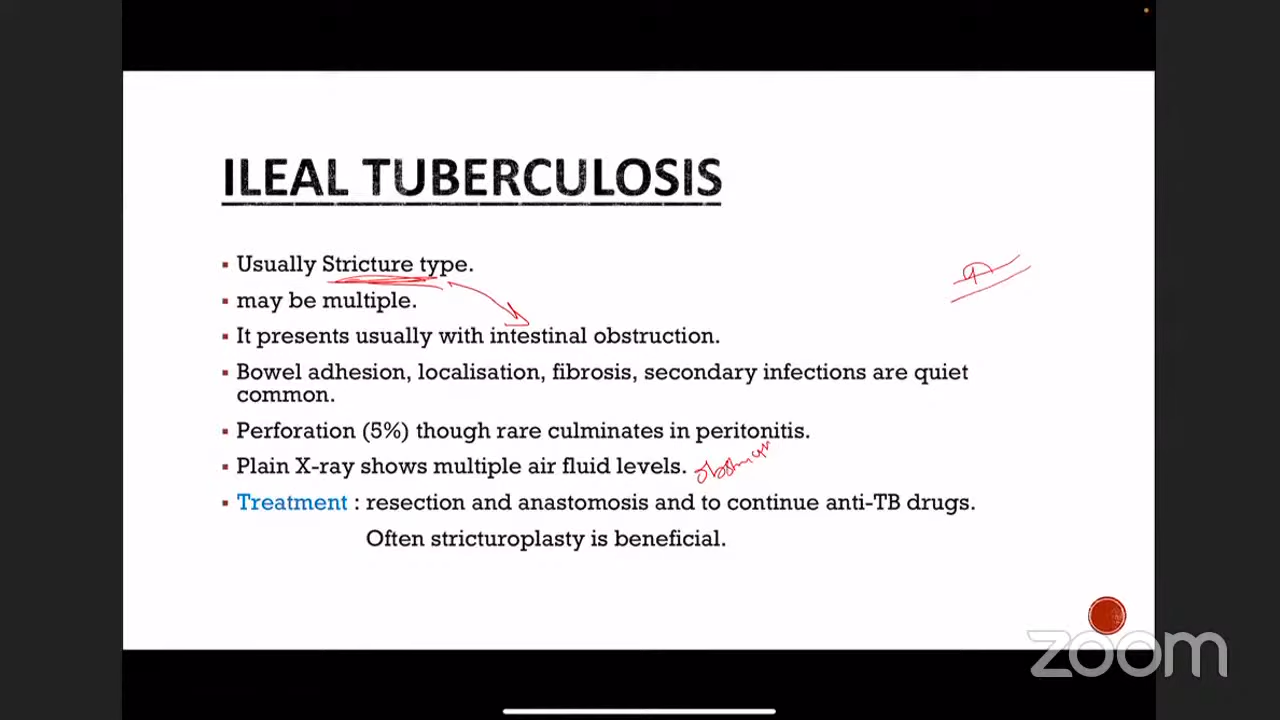 ILEAL TUBERCULOSIS
▪ Usually Stricture type.
▪ may be multiple.
▪ It presents usually with intestinal obstruction.
▪ Bowel adhesion, localisation, fibrosis, secondary infections are quiet
common.
▪ Perforation (5%) though rare culminates in peritonitis.
▪ Plain X-ray shows multiple air fluid levels.
▪ Treatment : resection and anastomosis and to continue anti-TB drugs.
Often stricturoplasty is beneficial.
zoom